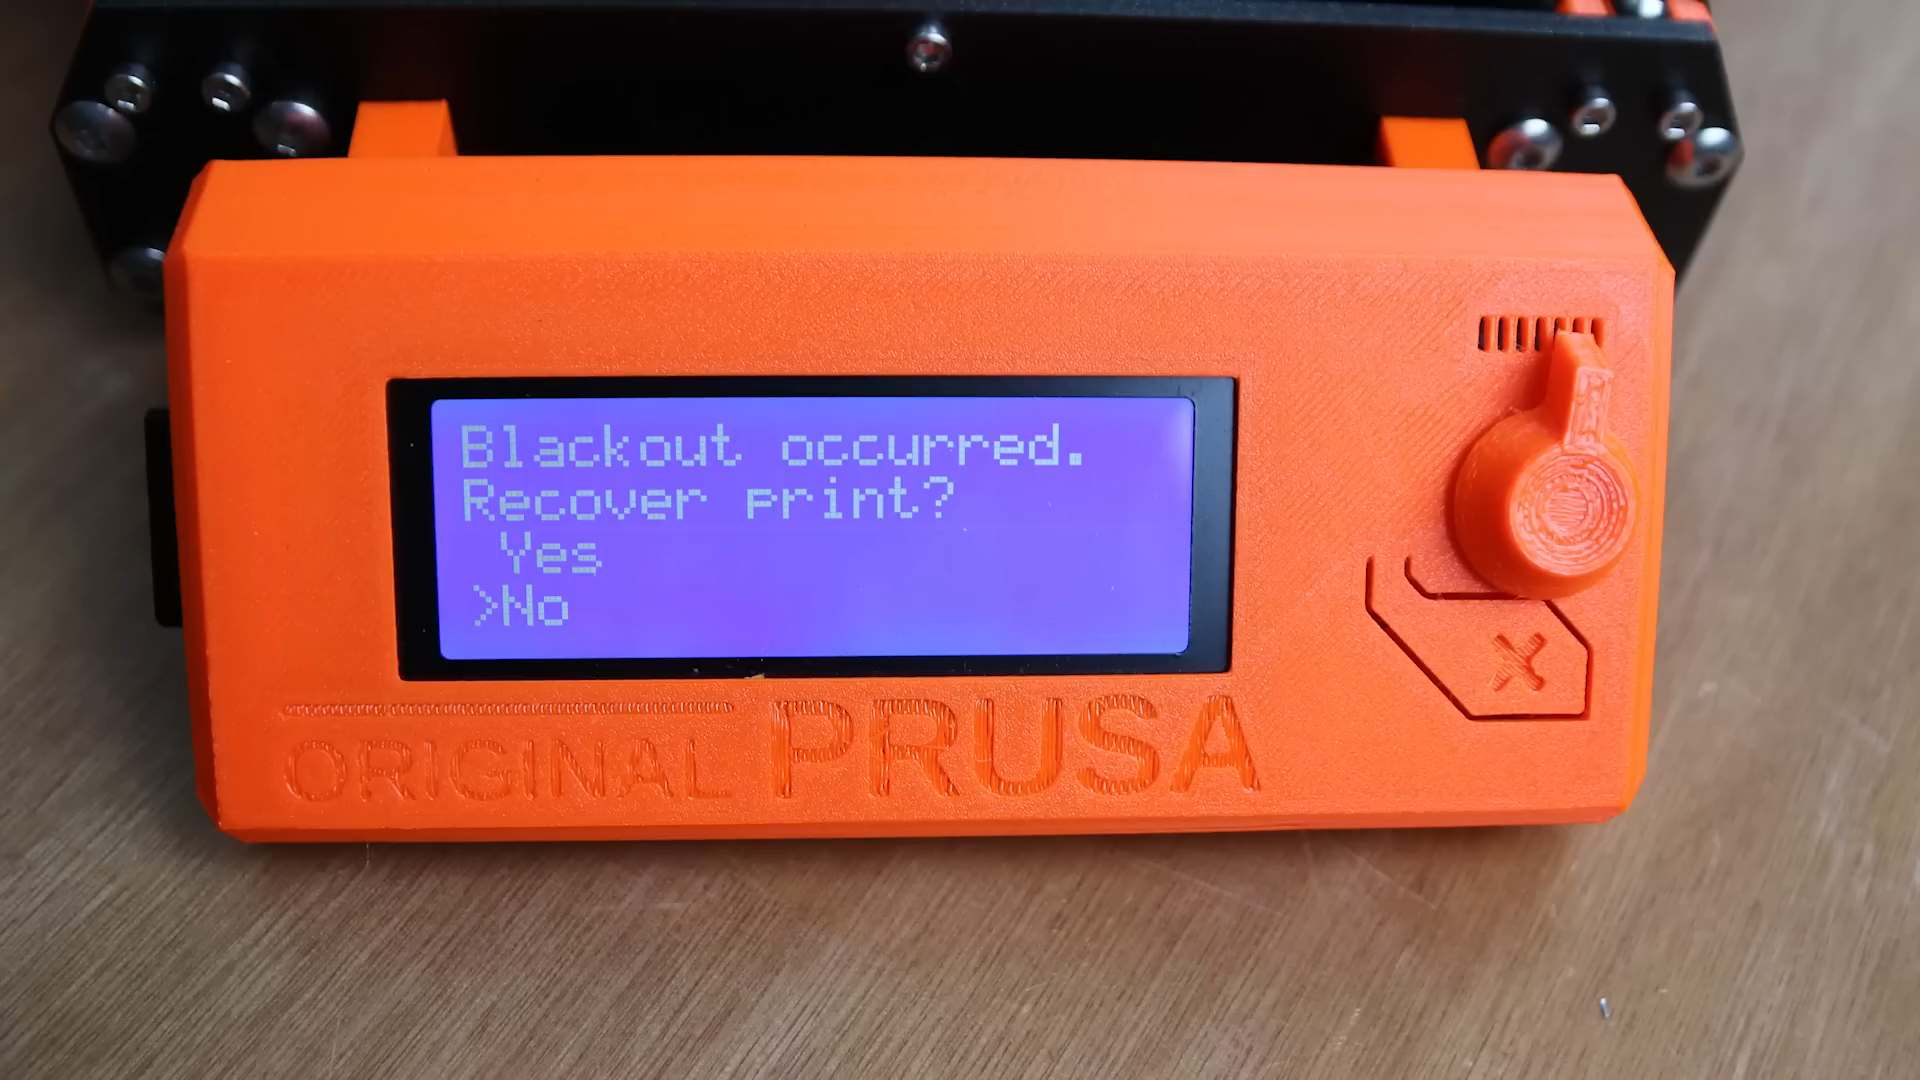 Blackout occurred.
Recover print?
Yes
>No
ORIGINAL PRUSA